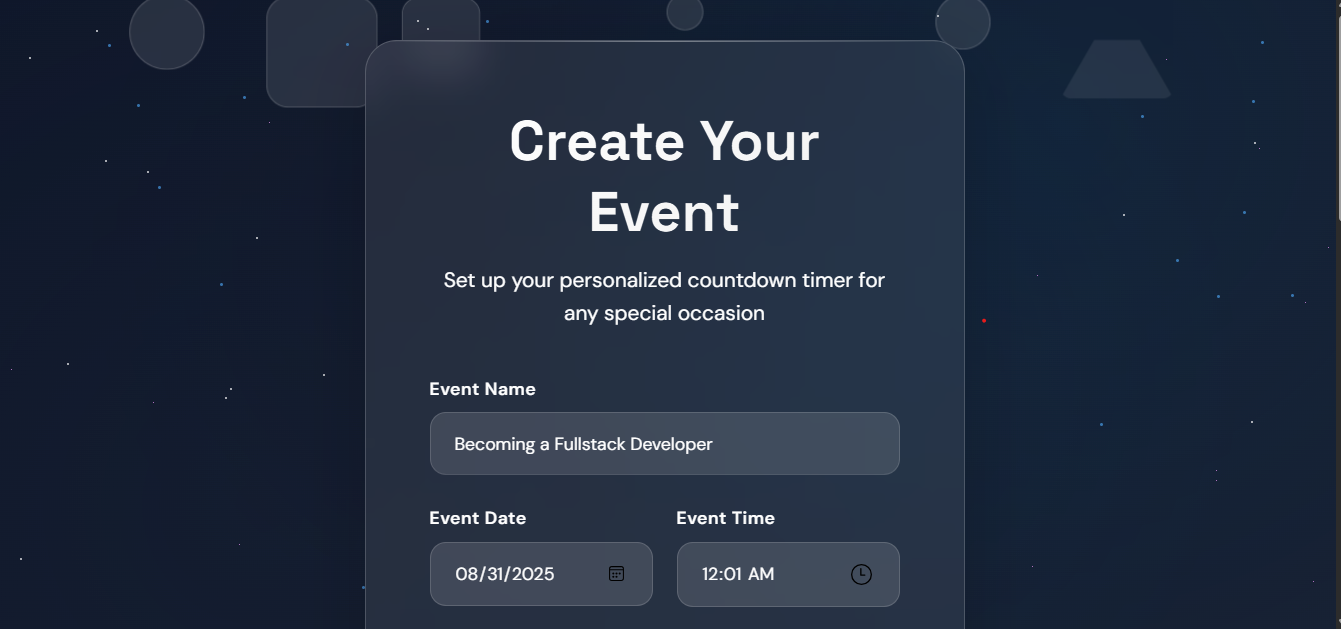 Create Your
Event
Set up your personalized countdown timer for
any special occasion
Event Name
Becoming a Fullstack Developer
Event Date
Event Time
08/31/2025
12:01 AM